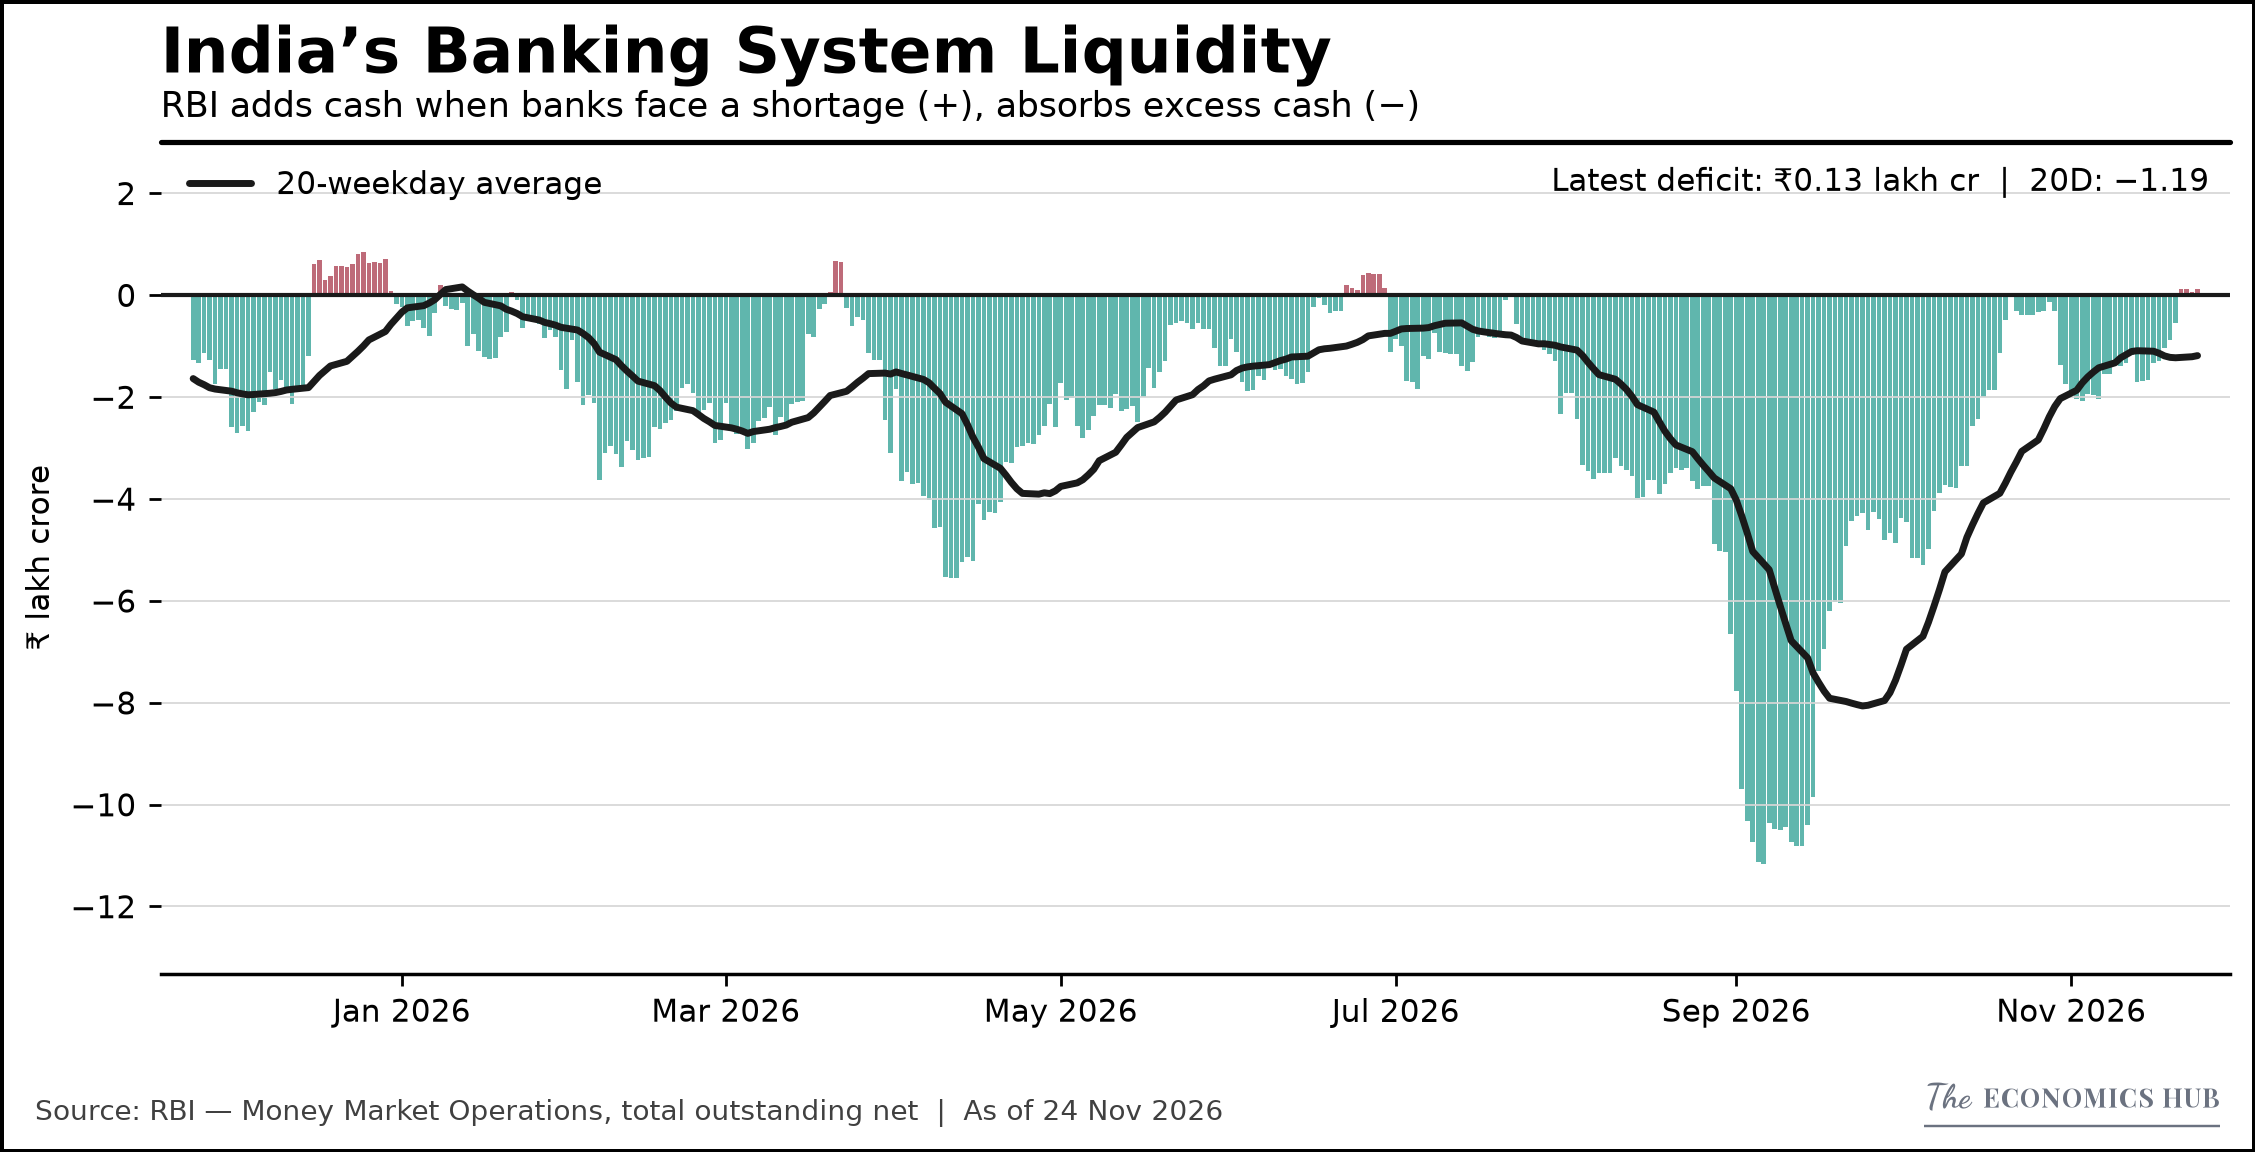 India’s Banking System Liquidity
RBI adds cash when banks face a shortage (+), absorbs excess cash (−)
20-weekday average
Latest deficit: ₹0.13 lakh cr | 20D: −1.19
₹ lakh crore
2
0
−2
−4
−6
−8
−10
−12
Jan 2026 Mar 2026 May 2026 Jul 2026 Sep 2026 Nov 2026
Source: RBI — Money Market Operations, total outstanding net | As of 24 Nov 2026
The ECONOMICS HUB